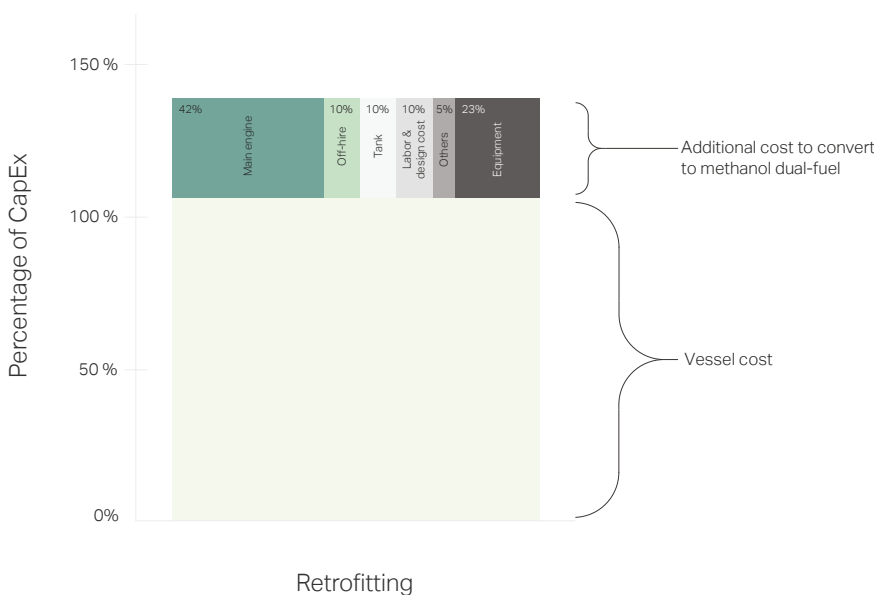 150 %
42%
10%
10%
10%
5%
23%
Main engine
Off-hire
Tank
Labor &
design cost
Others
Equipment
Additional cost to convert
to methanol dual-fuel
Percentage of CapEx
100 %
50 %
Vessel cost
0%
Retrofitting